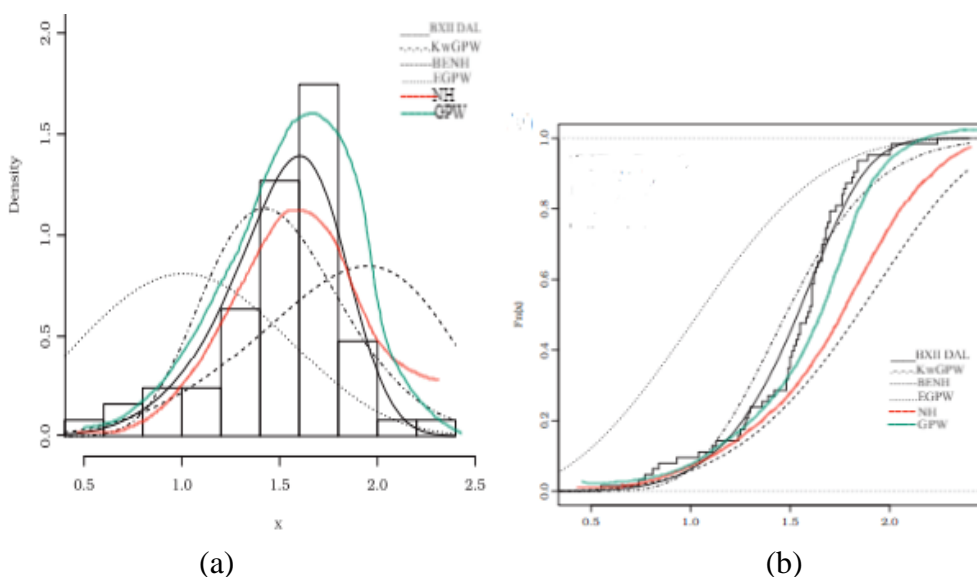 2.0
1.5
1.0
0.5
0.0
Density
BXII DAL
KwGPW
BENH
EGPW
NH
GPW
0.5 1.0 1.5 2.0 2.5
X
(a)
1.0
0.8
0.6
0.4
0.2
0.0
Fn(x)
BXII DAL
KwGPW
BENH
EGPW
NH
GPW
0.5 1.0 1.5 2.0
(b)